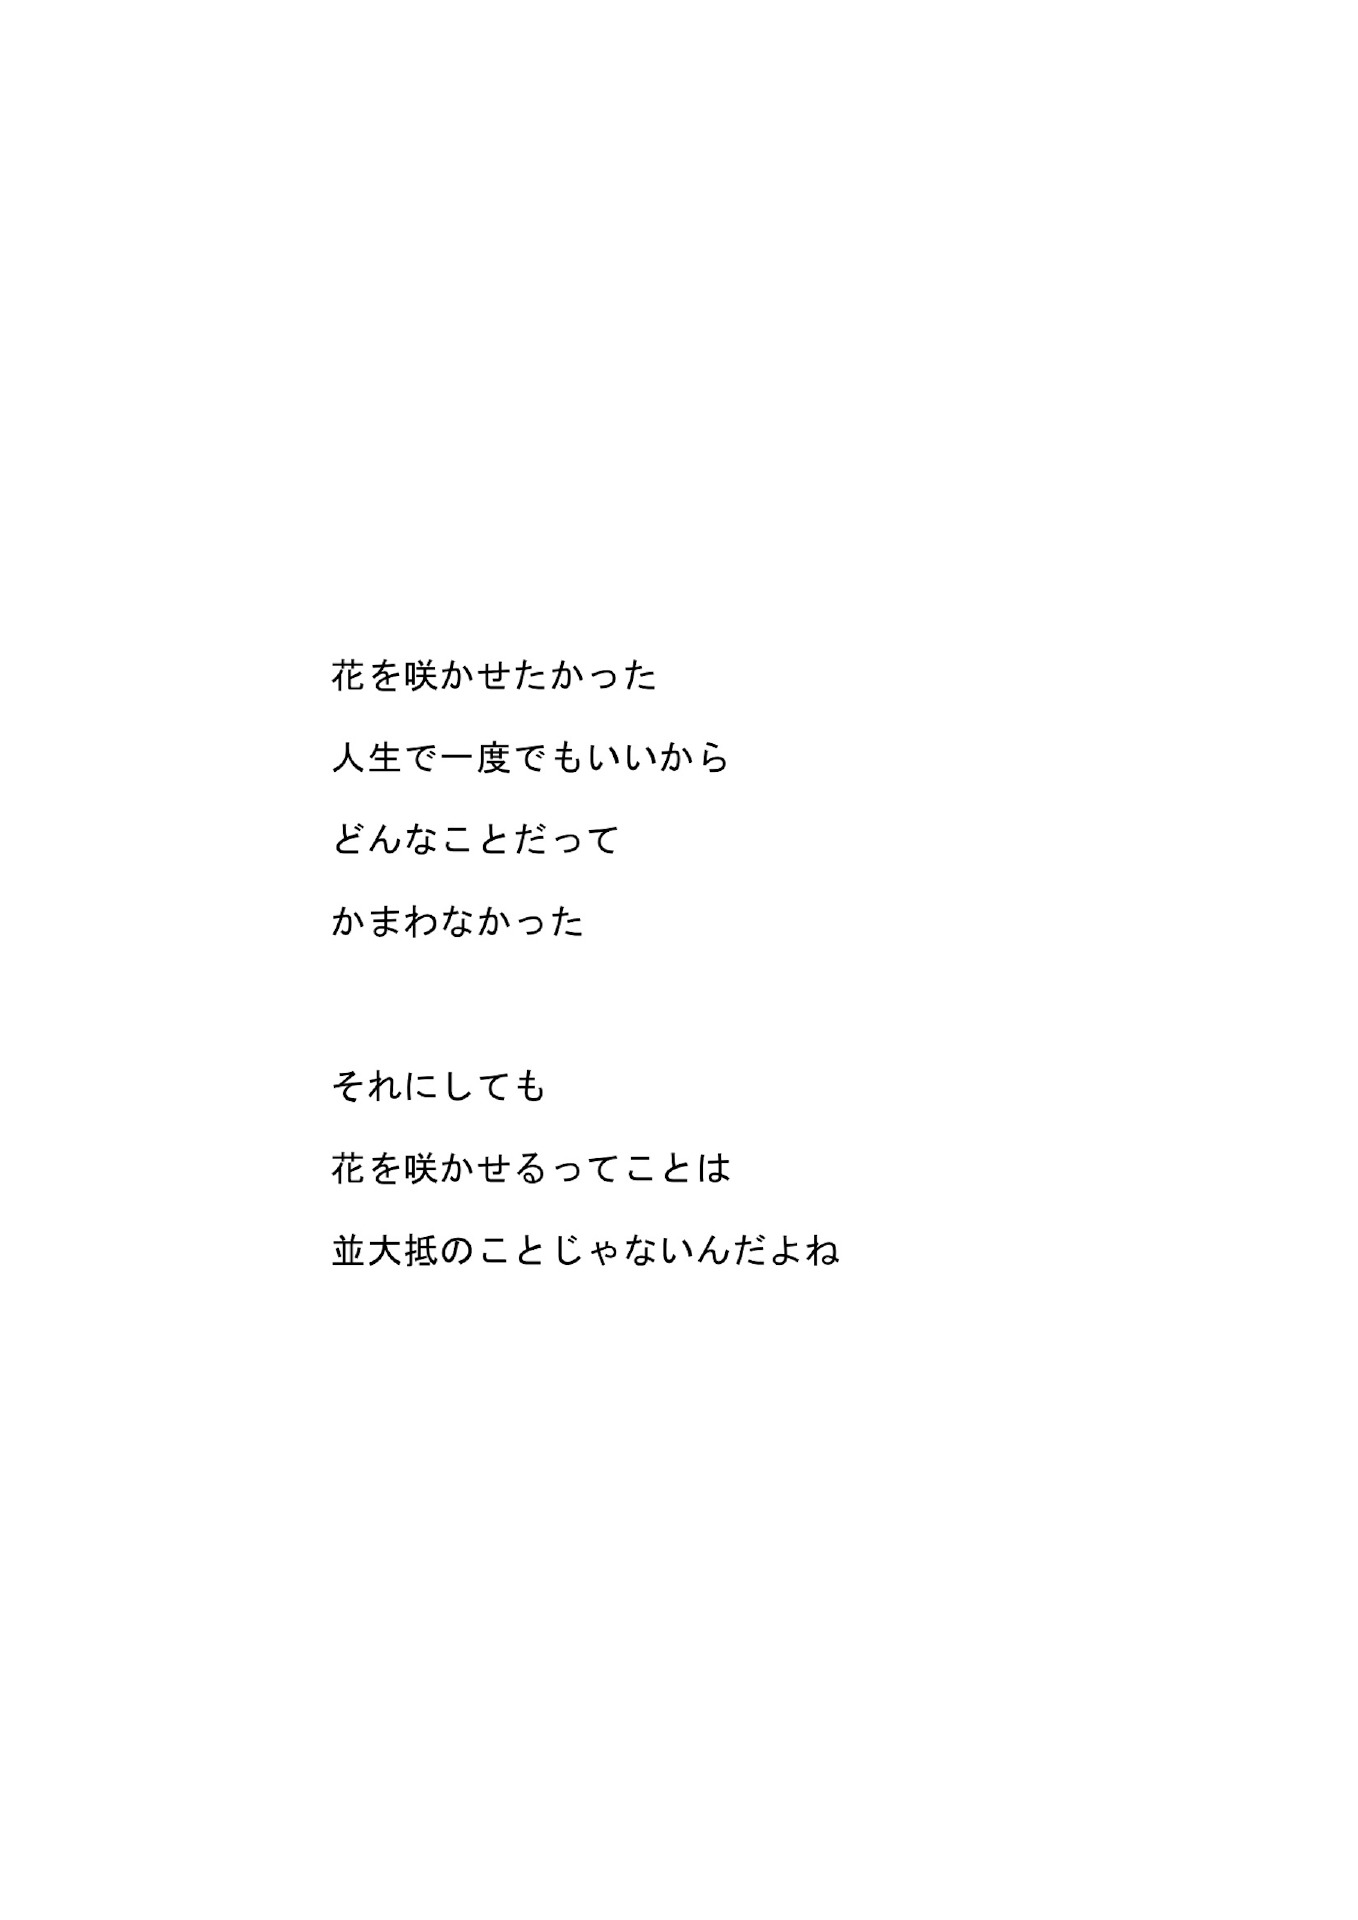 花を咲かせたかった
人生で一度でもいいから
どんなことだって
かまわなかった
それにしても
花を咲かせるってことは
並大抵のことじゃないんだよね